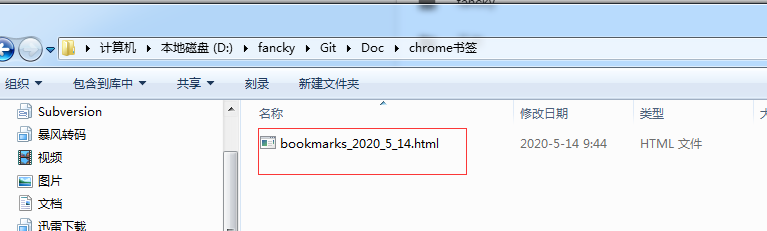 计算机 本地磁盘 (D:) fancky Git Doc chrome书签
组织 包含到库中 共享 刻录 新建文件夹
名称 修改日期 类型
Subversion
暴风转码
视频
图片
文档
迅雷下载
bookmarks_2020_5_14.html 2020-5-14 9:44 HTML 文件